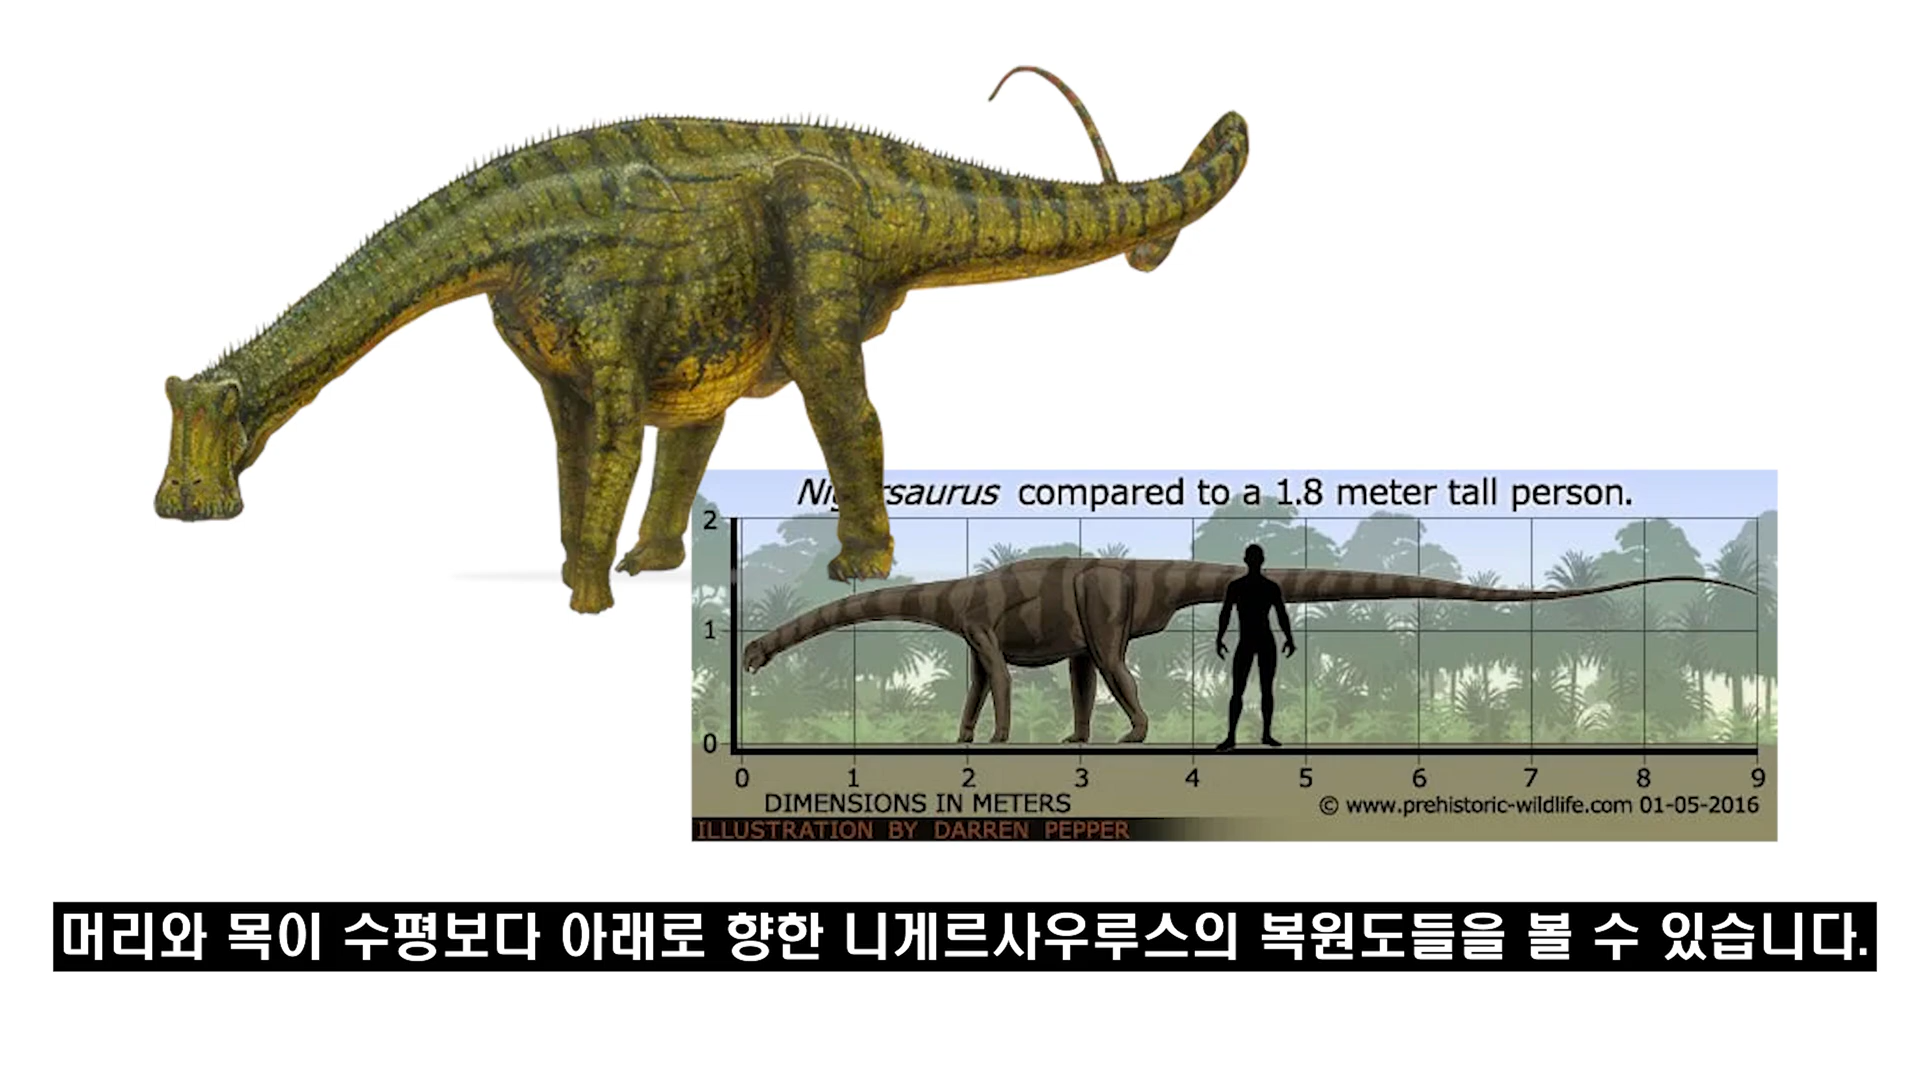 compared to a 1.8 meter tall person.
2
1
0
0 1 2 3 4 5 6 7 8 9
DIMENSIONS IN METERS
© www.prehistoric-wildlife.com 01-05-2016
ILLUSTRATION BY DARREN PEPPER
머리와 목이 수평보다 아래로 향한 니게르사우루스의 복원도들을 볼 수 있습니다.